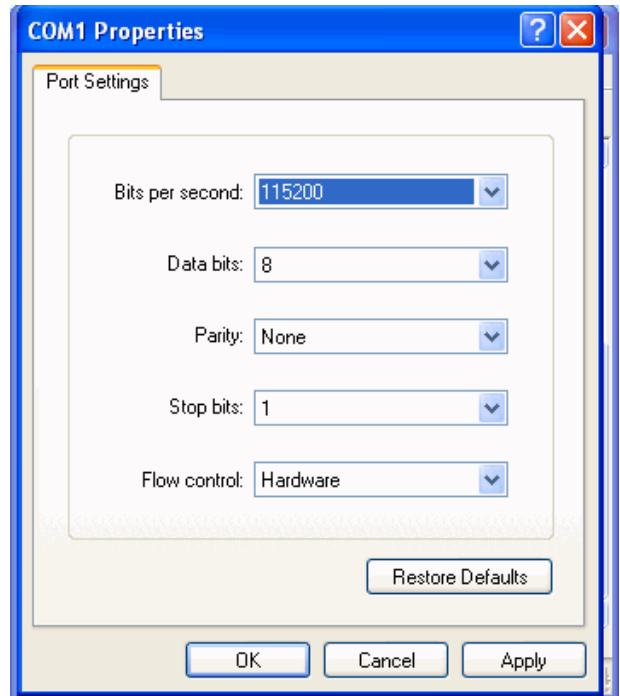 COM1 Properties
Port Settings
Bits per second: 115200
Data bits: 8
Parity: None
Stop bits: 1
Flow control: Hardware
Restore Defaults
OK Cancel Apply